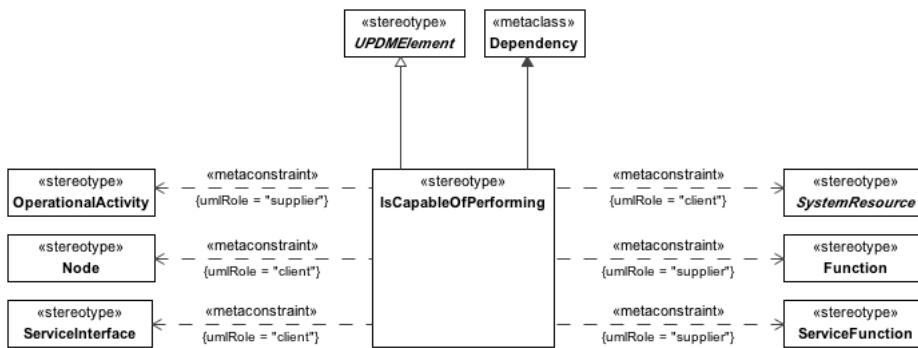 «stereotype»
UPDMElement
«metaclass»
Dependency
«stereotype»
OperationalActivity
«metaconstraint»
{umlRole = "supplier"}
«stereotype»
IsCapableOfPerforming
«metaconstraint»
{umlRole = "client"}
«stereotype»
SystemResource
«stereotype»
Node
«metaconstraint»
{umlRole = "client"}
«metaconstraint»
{umlRole = "supplier"}
«stereotype»
Function
«stereotype»
ServiceInterface
«metaconstraint»
{umlRole = "client"}
«metaconstraint»
{umlRole = "supplier"}
«stereotype»
ServiceFunction